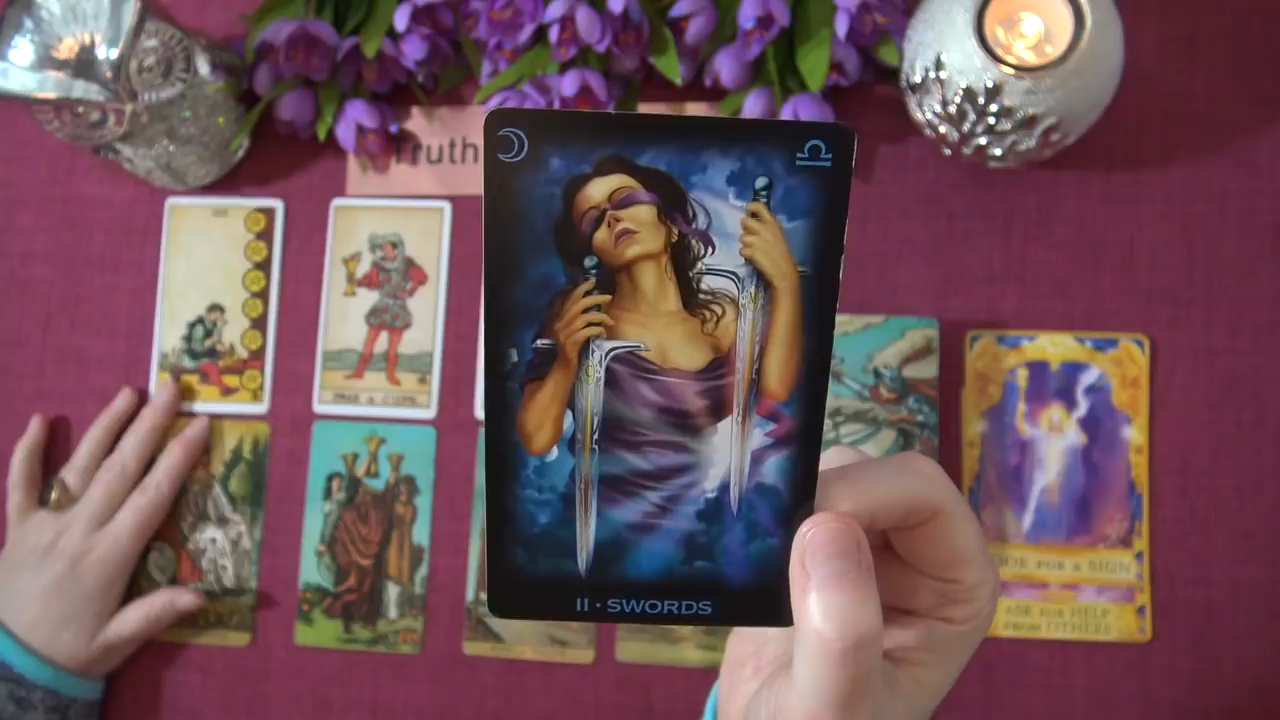 Truth
II · SWORDS
PAGE of CUPS.
FOR A SIGN
ASK FOR HELP
FROM OTHERS